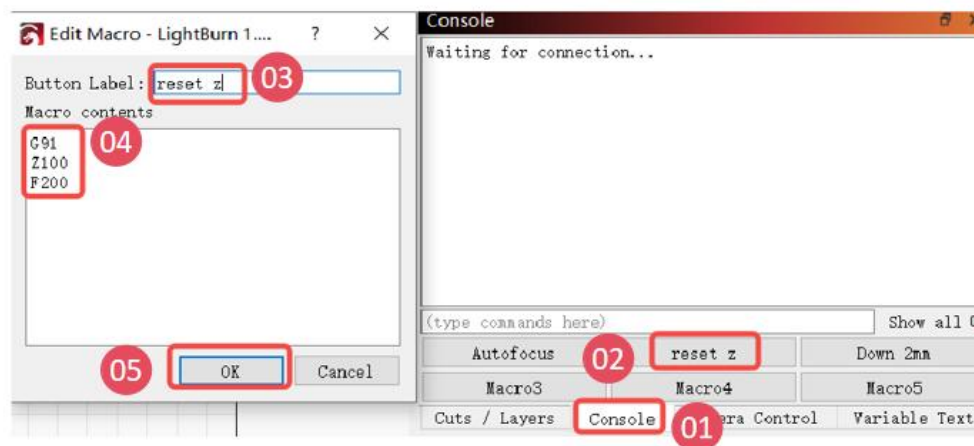 Edit Macro - LightBurn 1.... ? ×
Button Label: reset z
03
Macro contents
G91
Z100
F200
04
05
OK
Cancel
Console
Waiting for connection...
(type commands here)
Show all
Autofocus
02
reset z
Down 2mm
Macro3
Macro4
Macro5
Cuts / Layers
Console
01
Control
Variable Text